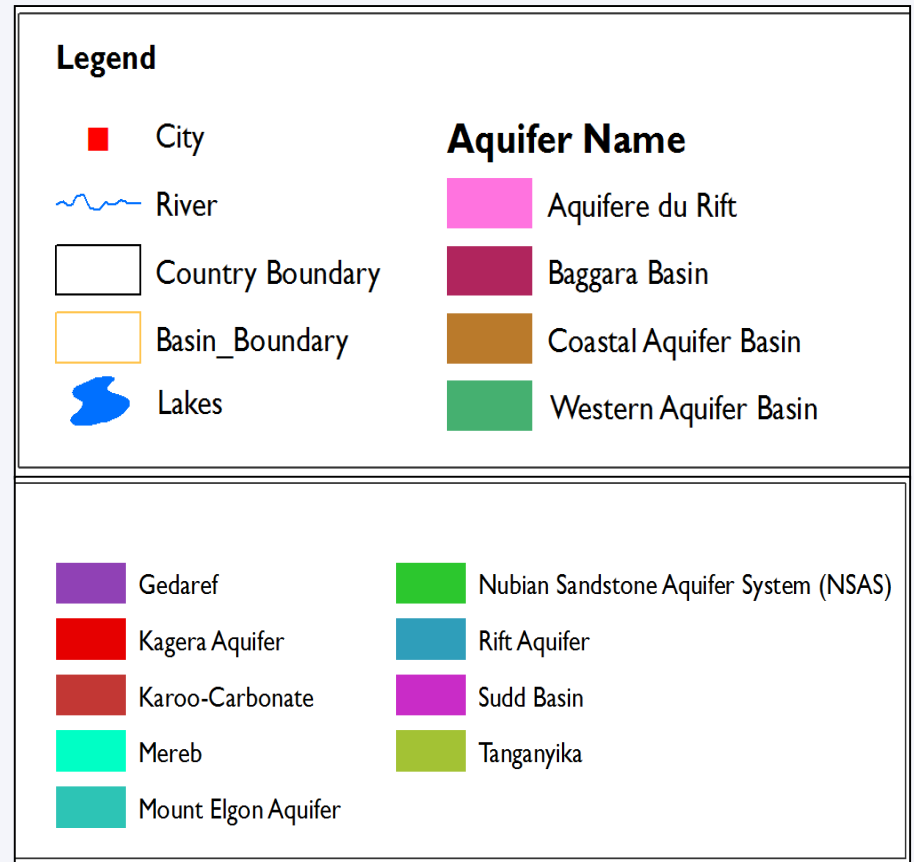 Legend
City
River
Country Boundary
Basin_Boundary
Lakes
Aquifer Name
Aquifere du Rift
Baggara Basin
Coastal Aquifer Basin
Western Aquifer Basin
Gedaref
Kagera Aquifer
Karoo-Carbonate
Mereb
Mount Elgon Aquifer
Nubian Sandstone Aquifer System (NSAS)
Rift Aquifer
Sudd Basin
Tanganyika